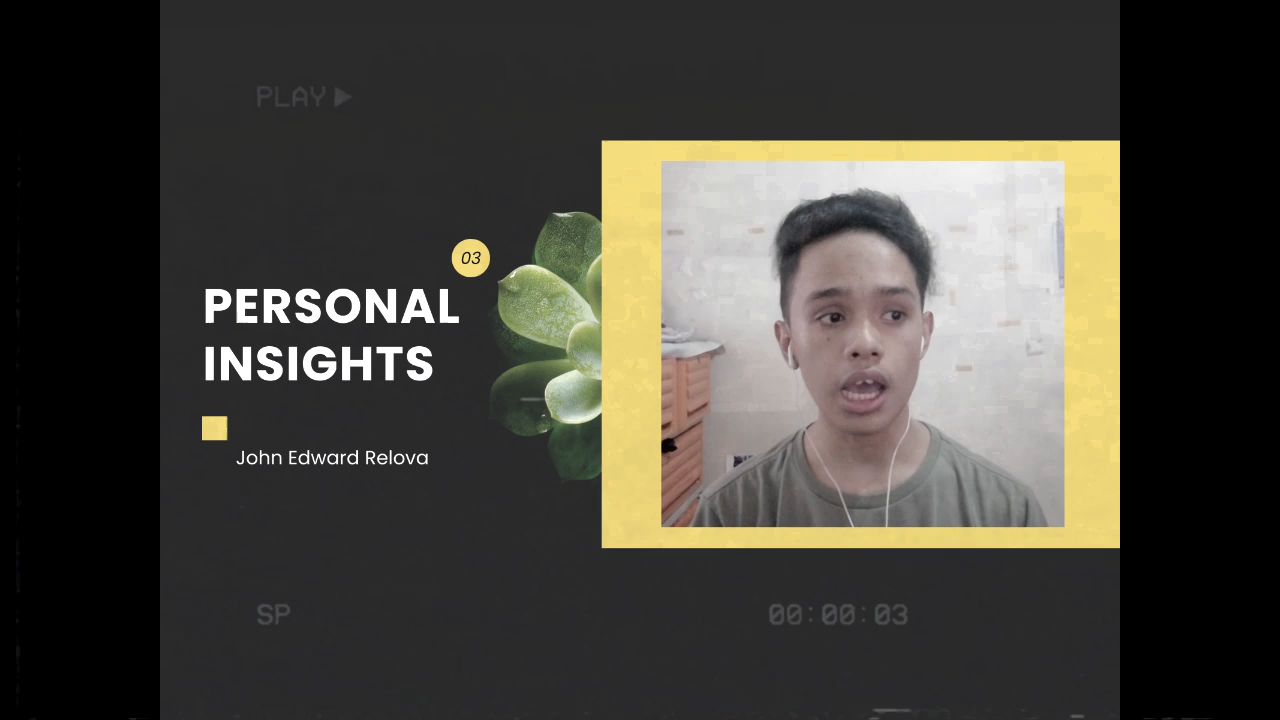 PLAY
03
PERSONAL
INSIGHTS
John Edward Relova
SP
00:00:03